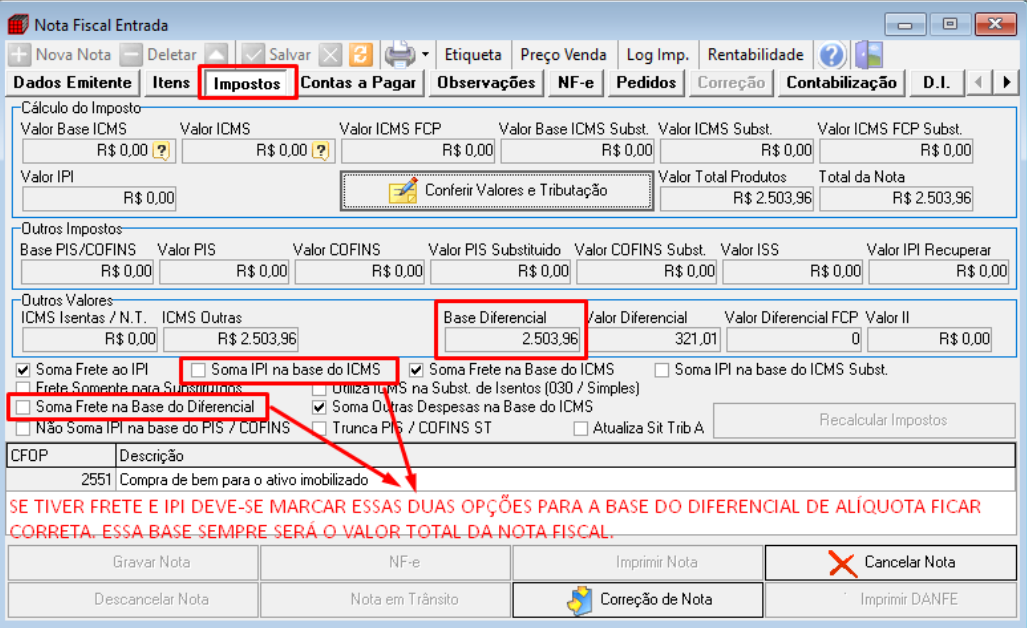 Nota Fiscal Entrada
Nova Nota Deletar Salvar Etiqueta Preço Venda Log Imp. Rentabilidade
Dados Emitente Itens Impostos Contas a Pagar Observações NF-e Pedidos Correção Contabilização D.I.
Cálculo do Imposto
Valor Base ICMS Valor ICMS Valor ICMS FCP Valor Base ICMS Subst. Valor ICMS Subst. Valor ICMS FCP Subst.
R$ 0,00 ? R$ 0,00 ? R$ 0,00 R$ 0,00 R$ 0,00 R$ 0,00
Valor IPI Conferir Valores e Tributação Valor Total Produtos Total da Nota
R$ 0,00 R$ 2.503,96 R$ 2.503,96
Outros Impostos
Base PIS/COFINS Valor PIS Valor COFINS Valor PIS Substituido Valor COFINS Subst. Valor ISS Valor IPI Recuperar
R$ 0,00 R$ 0,00 R$ 0,00 R$ 0,00 R$ 0,00 R$ 0,00 R$ 0,00
Outros Valores
ICMS Isentas / N.T. ICMS Outras Base Diferencial Valor Diferencial Valor Diferencial FCP Valor II
R$ 0,00 R$ 2.503,96 2.503,96 321,01 0 R$ 0,00
Soma Frete ao IPI Soma IPI na base do ICMS Soma Frete na Base do ICMS Soma IPI na base do ICMS Subst.
Frete Somente para Substituídos Utiliza ICMS na Subst. de Isentos (030 / Simples)
Soma Frete na Base do Diferencial Soma Outras Despesas na Base do ICMS
Não Soma IPI na base do PIS / COFINS Trunca PIS / COFINS ST Atualiza Sit Trib A Recalcular Impostos
CFOP Descrição
2551 Compra de bem para o ativo imobilizado
SE TIVER FRETE E IPI DEVE-SE MARCAR ESSAS DUAS OPÇÕES PARA A BASE DO DIFERENCIAL DE ALÍQUOTA FICAR
CORRETA. ESSA BASE SEMPRE SERÁ O VALOR TOTAL DA NOTA FISCAL.
Gravar Nota NF-e Imprimir Nota Cancelar Nota
Descancelar Nota Nota em Trânsito Correção de Nota Imprimir DANFE